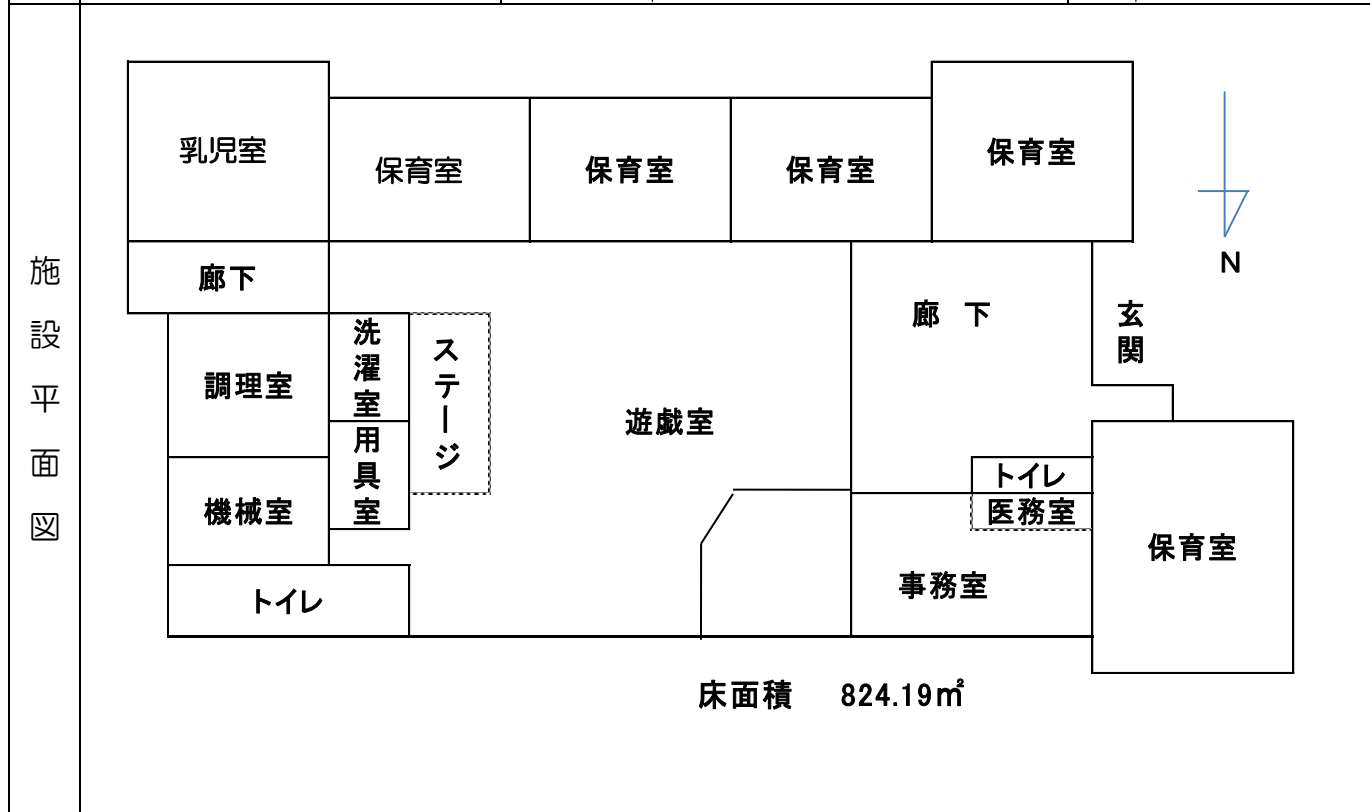 施設平面図
乳児室
保育室
保育室
保育室
保育室
N
廊下
廊 下
玄関
洗濯室
ステージ
調理室
遊戯室
用具室
トイレ
機械室
医務室
保育室
事務室
トイレ
床面積 824.19㎡